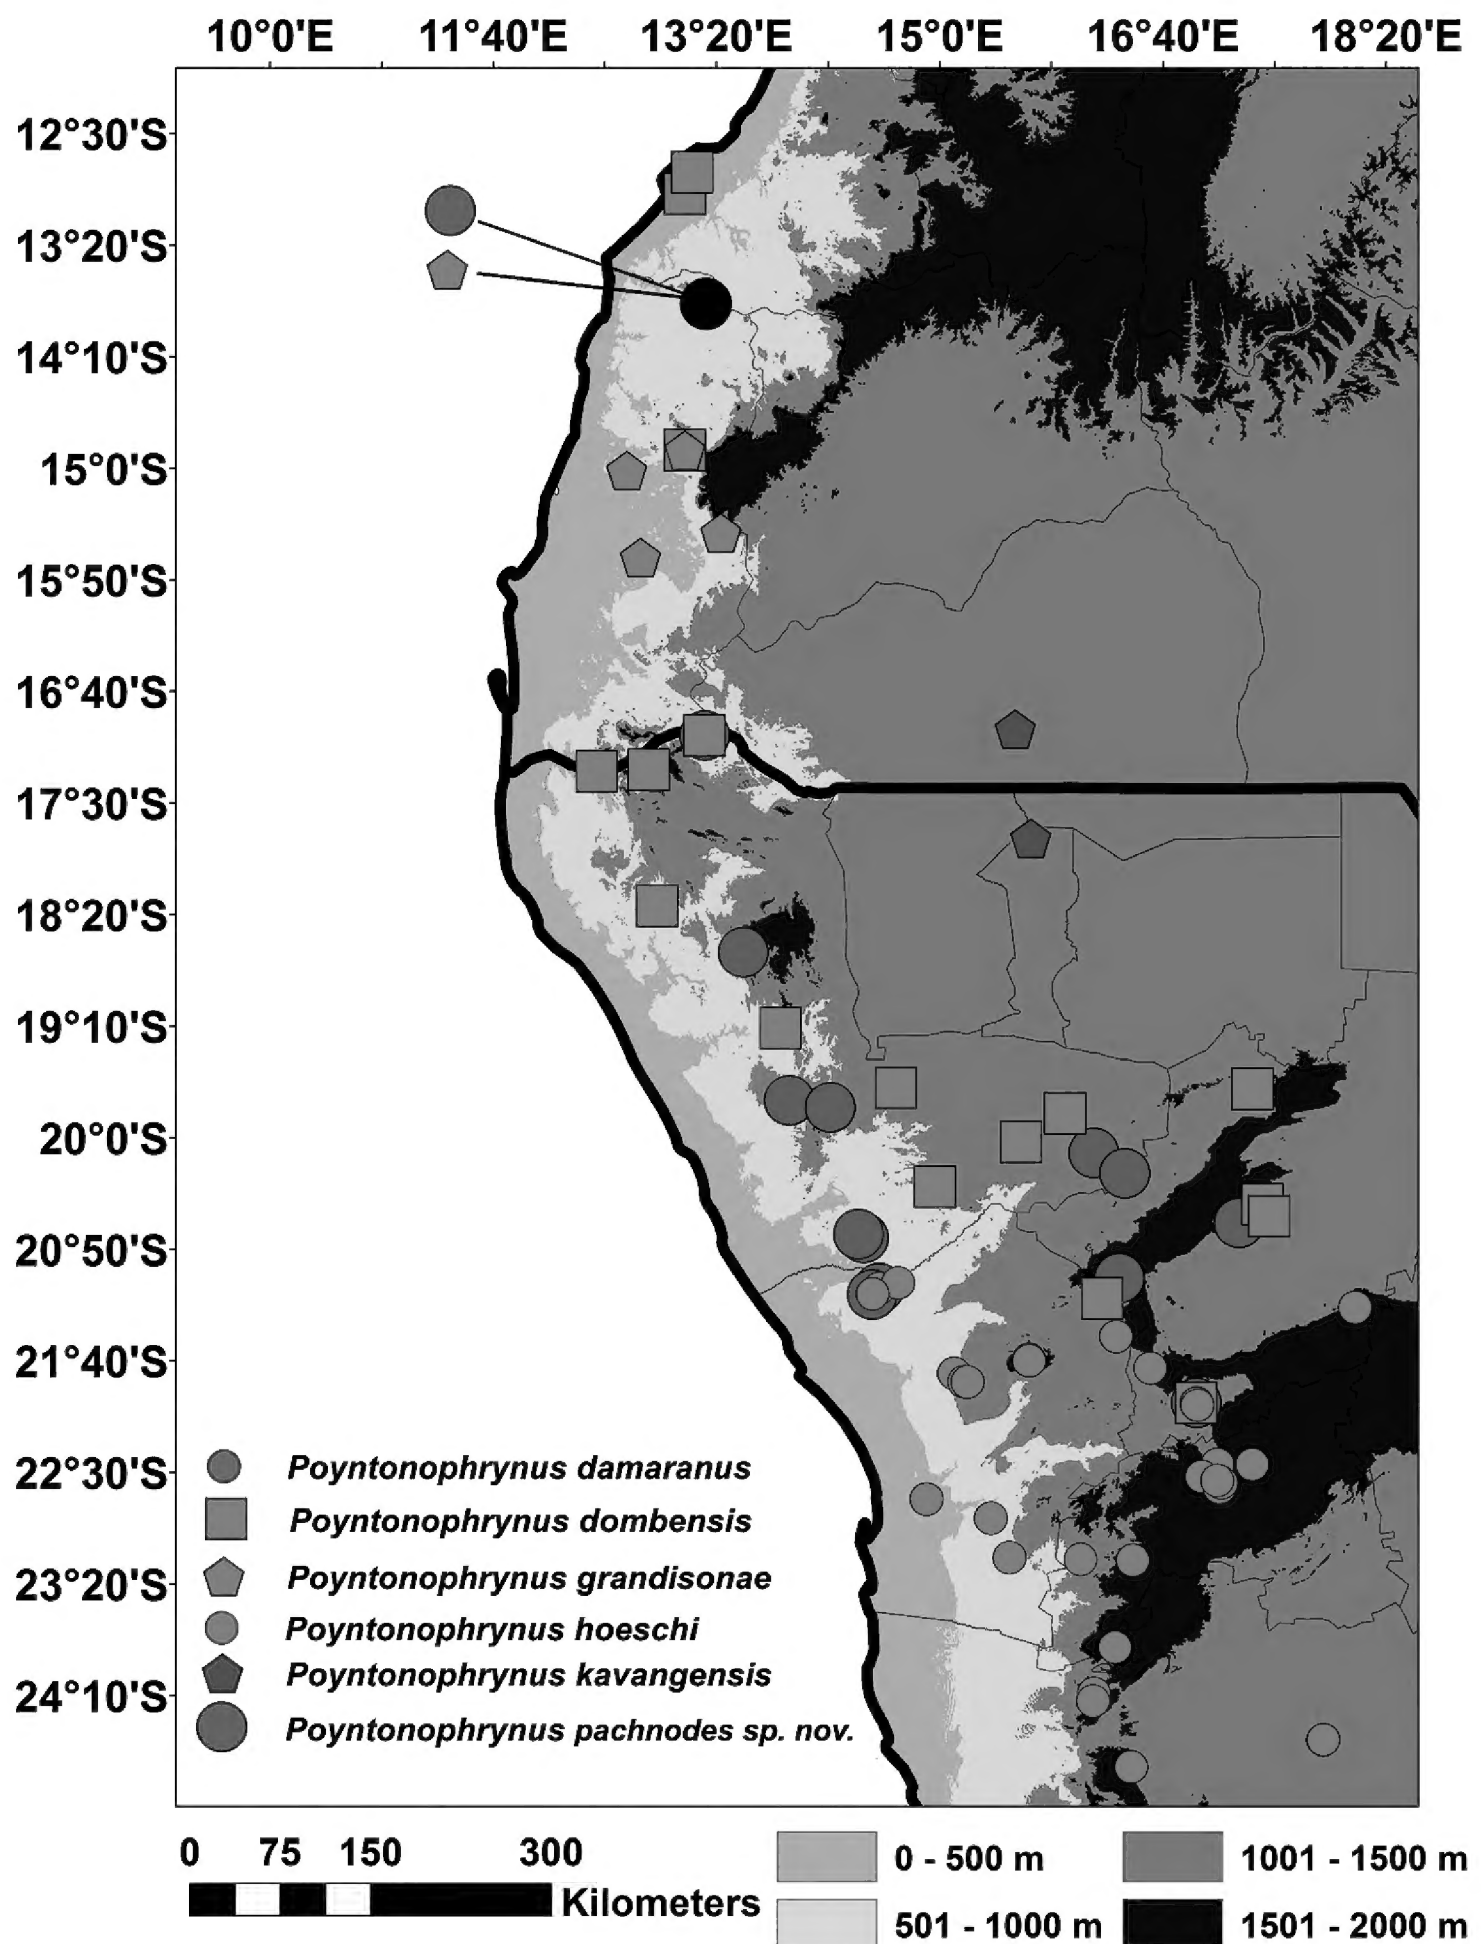 10°0'E 11°40'E 13°20'E 15°0'E 16°40'E 18°20'E
12°30'S
13°20'S
14°10'S
15°0'S
15°50'S
16°40'S
17°30'S
18°20'S
19°10'S
20°0'S
20°50'S
21°40'S
22°30'S
23°20'S
24°10'S
Poyntonophrynus damaranus
Poyntonophrynus dombensis
Poyntonophrynus grandisonae
Poyntonophrynus hoeschi
Poyntonophrynus kavangensis
Poyntonophrynus pachnodes sp. nov.
0 75 150 300
Kilometers
0 - 500 m 1001 - 1500 m
501 - 1000 m 1501 - 2000 m